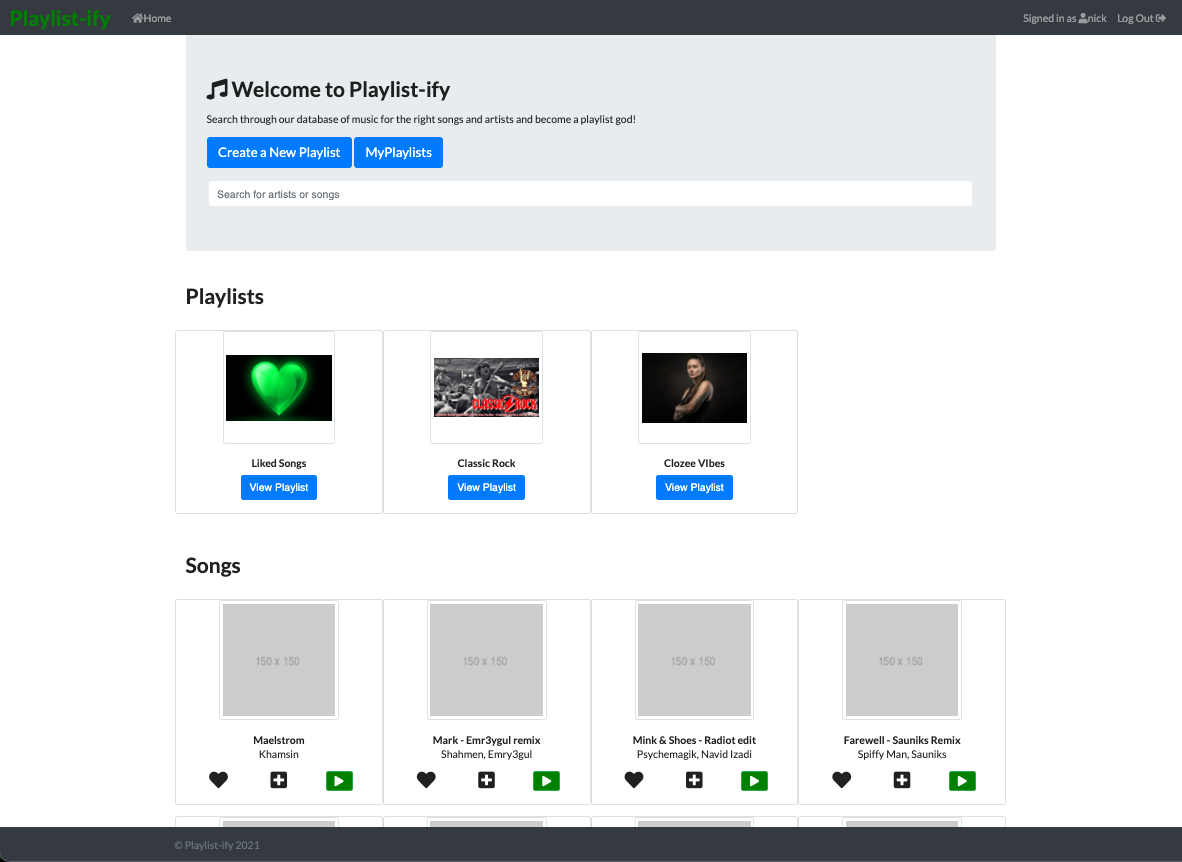 Playlist-ify Home Signed in as nick Log Out
Welcome to Playlist-ify
Search through our database of music for the right songs and artists and become a playlist god!
Create a New Playlist MyPlaylists
Search for artists or songs
Playlists
CLASSIC ROCK
Liked Songs Classic Rock Clozee VIbes
View Playlist View Playlist View Playlist
Songs
150 x 150 150 x 150 150 x 150 150 x 150
Maelstrom Mark - Emr3ygul remix Mink & Shoes - Radiot edit Farewell - Sauniks Remix
Khamsin Shahmen, Emry3gul Psychemagik, Navid Izadi Spiffy Man, Sauniks
© Playlist-ify 2021